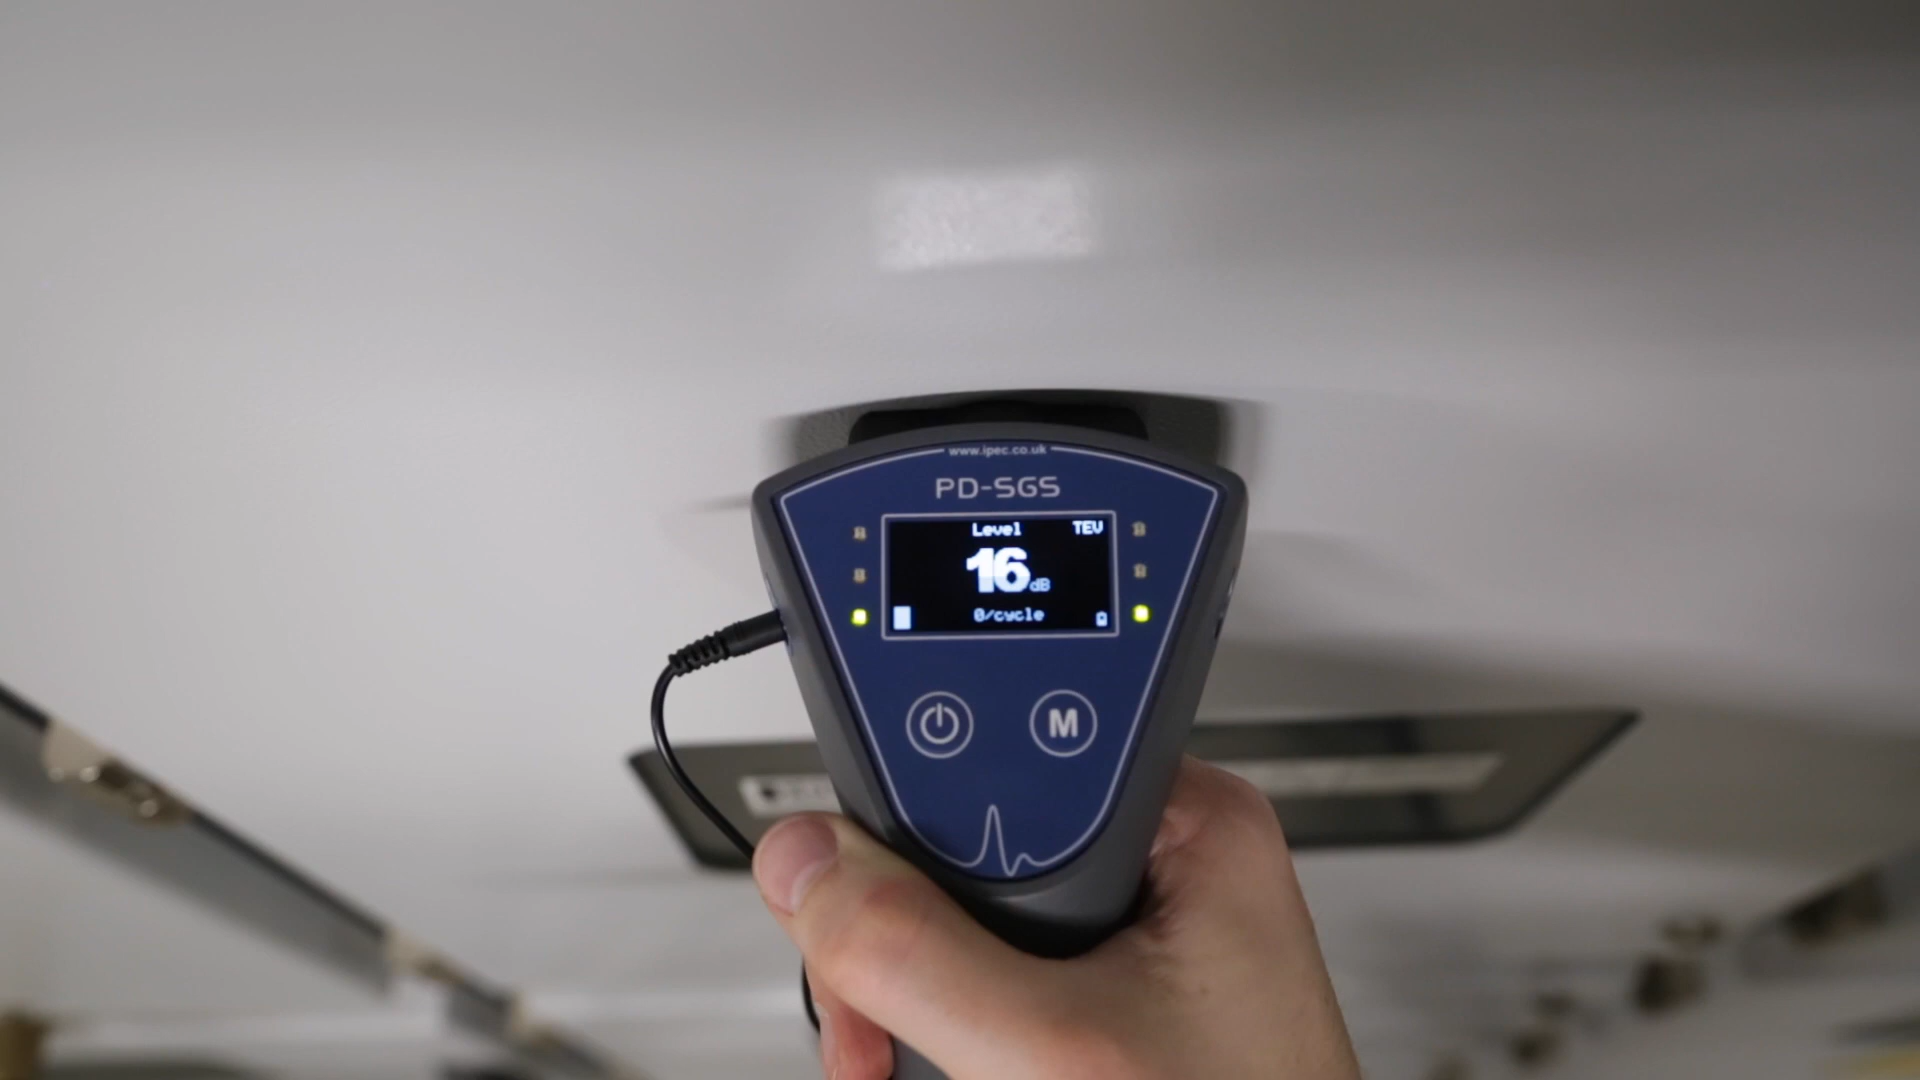 www.ipec.co.uk
PD-SGS
Level TEV
16 dB
0/cycle
M